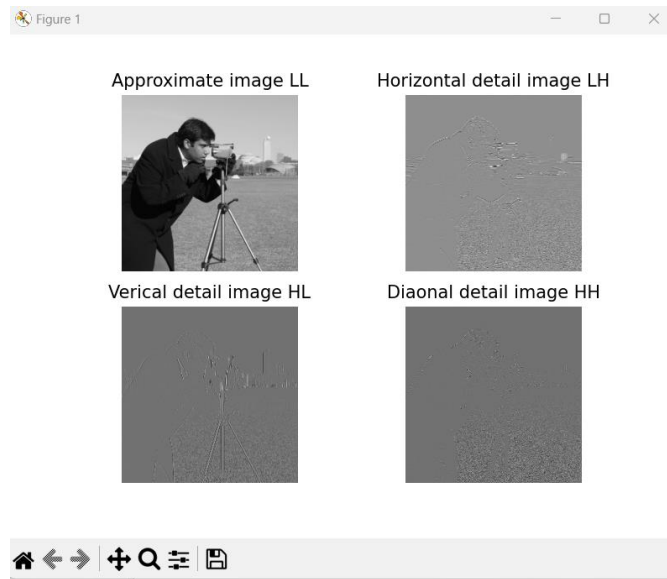 Figure 1
Approximate image LL
Horizontal detail image LH
Verical detail image HL
Diaonal detail image HH